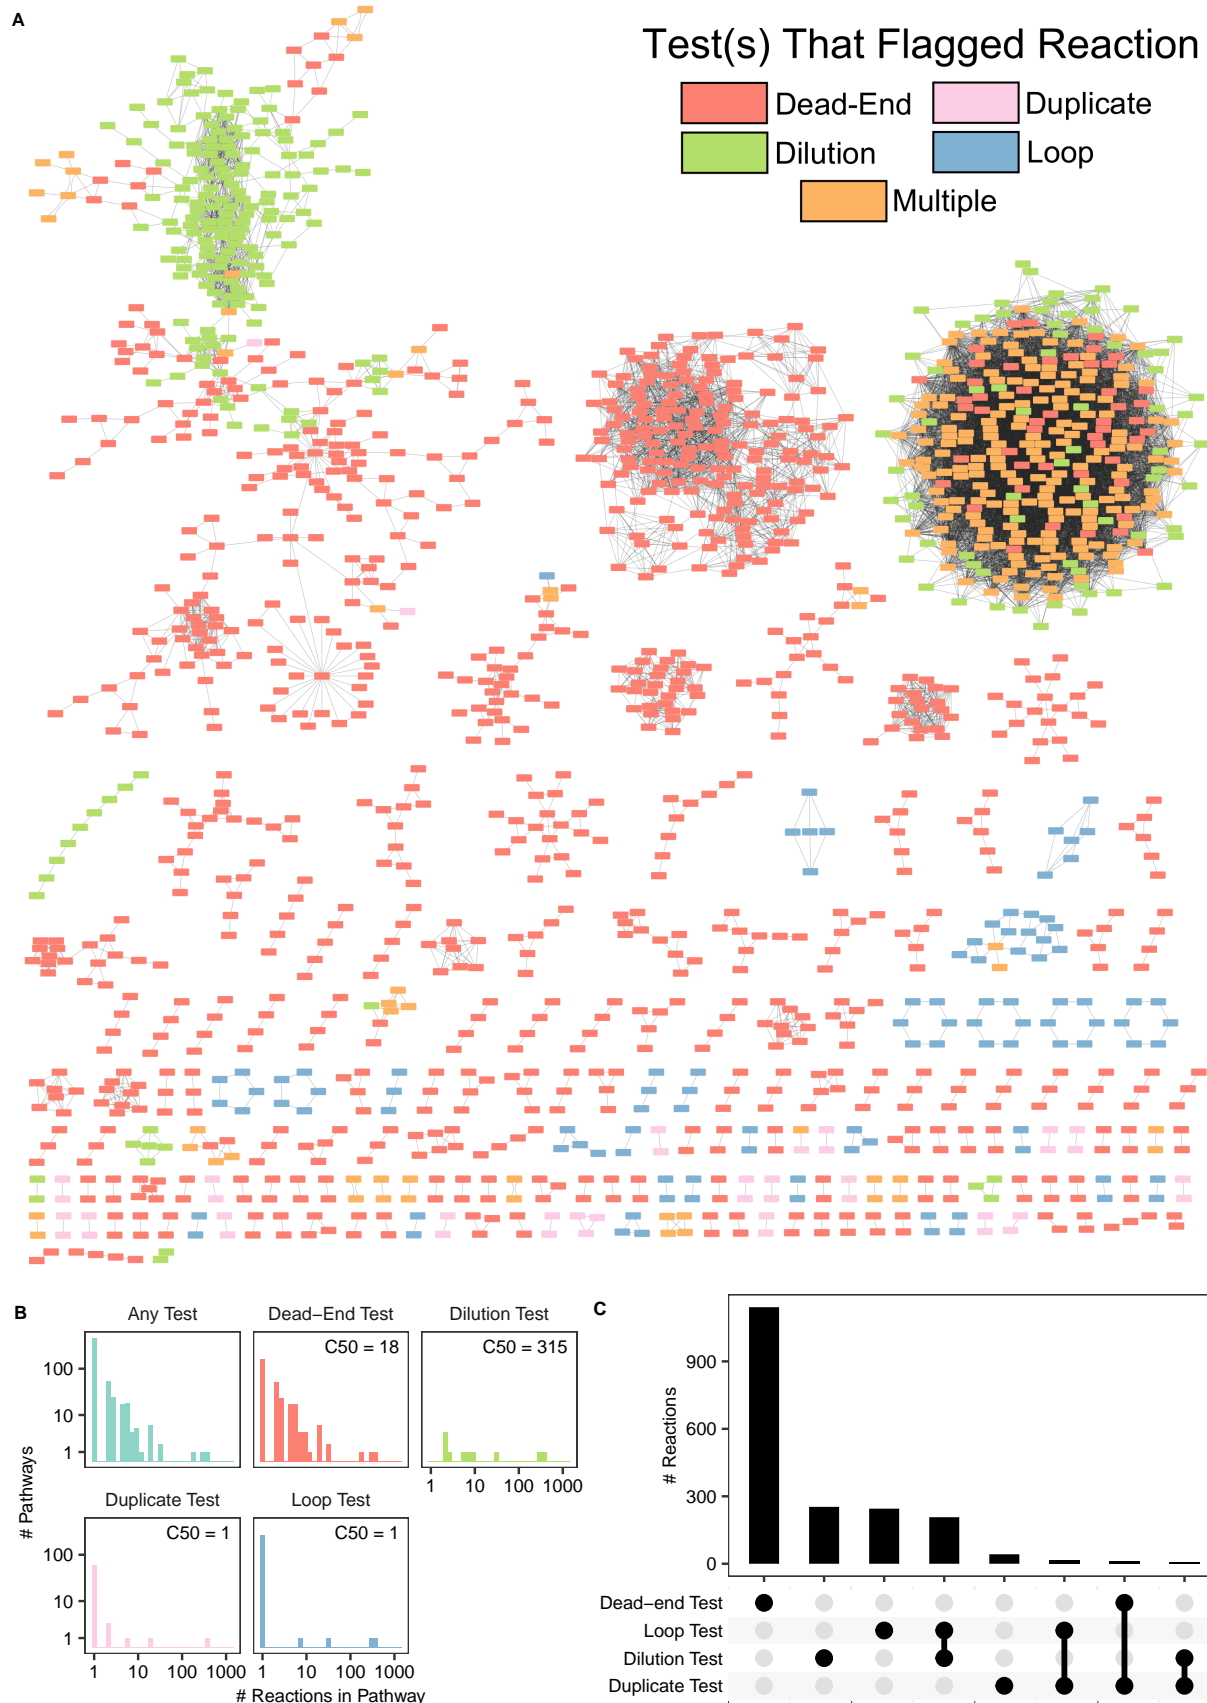 A
Test(s) That Flagged Reaction
Dead-End
Duplicate
Dilution
Loop
Multiple
B
Any Test
Dead−End Test
Dilution Test
C50 = 18
C50 = 315
100
10
1
1
10
100
1000
# Pathways
Duplicate Test
Loop Test
C50 = 1
C50 = 1
100
10
1
1
10
100
1000
1
10
100
1000
# Reactions in Pathway
C
# Reactions
900
600
300
0
Dead−end Test
Loop Test
Dilution Test
Duplicate Test